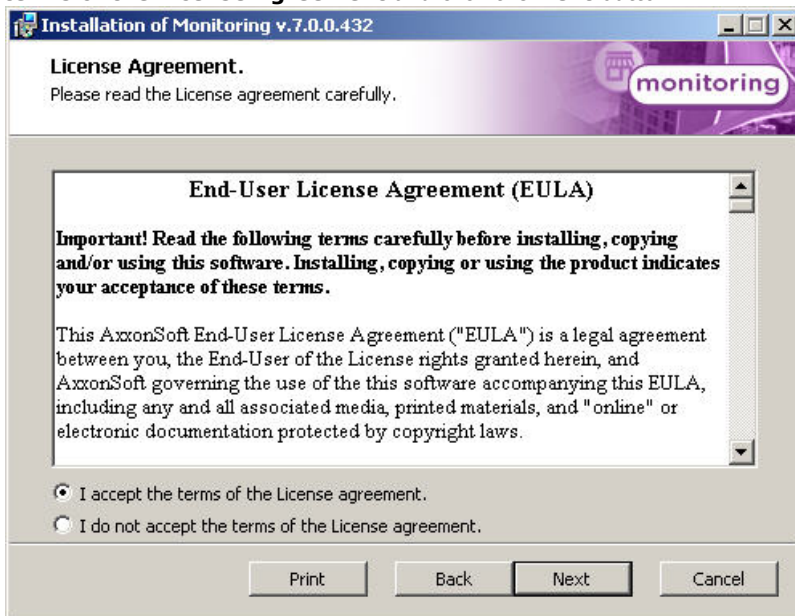 Installation of Monitoring v.7.0.0.432
License Agreement.
Please read the License agreement carefully.
monitoring
End-User License Agreement (EULA)
Important! Read the following terms carefully before installing, copying
and/or using this software. Installing, copying or using the product indicates
your acceptance of these terms.
This AxxonSoft End-User License Agreement ("EULA") is a legal agreement
between you, the End-User of the License rights granted herein, and
AxxonSoft governing the use of the this software accompanying this EULA,
including any and all associated media, printed materials, and "online" or
electronic documentation protected by copyright laws.
I accept the terms of the License agreement.
I do not accept the terms of the License agreement.
Print
Back
Next
Cancel